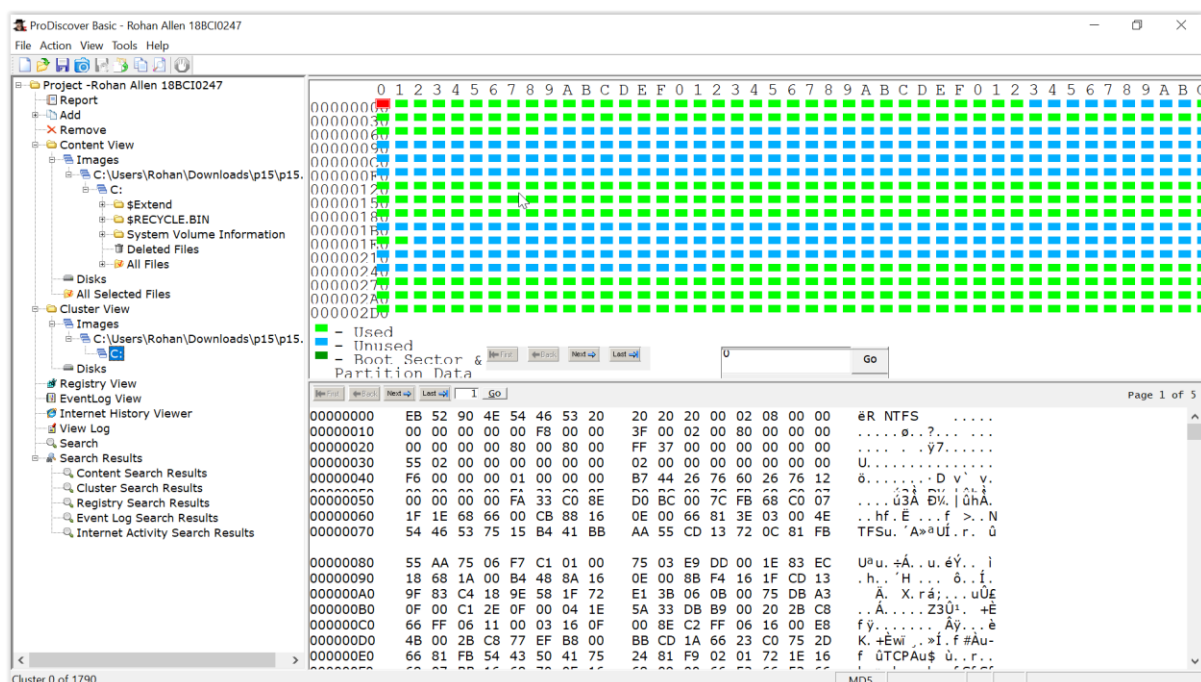 ProDiscover Basic - Rohan Allen 18BCI0247
File Action View Tools Help
Project -Rohan Allen 18BCI0247
Report
Add
Remove
Content View
Images
C:\Users\Rohan\Downloads\p15\p15.
C:
$Extend
$RECYCLE.BIN
System Volume Information
Deleted Files
All Files
Disks
All Selected Files
Cluster View
Images
C:\Users\Rohan\Downloads\p15\p15.
C:
Disks
Registry View
EventLog View
Internet History Viewer
View Log
Search
Search Results
Content Search Results
Cluster Search Results
Registry Search Results
Event Log Search Results
Internet Activity Search Results
0 1 2 3 4 5 6 7 8 9 A B C D E F 0 1 2 3 4 5 6 7 8 9 A B C D E F 0 1 2 3 4 5 6 7 8 9 A B
00000000
00000030
00000060
00000090
000000C0
000000F0
00000120
00000150
00000180
000001B0
000001E0
00000210
00000240
00000270
000002A0
000002D0
- Used
- Unused
- Boot Sector &
Partition Data
First Back Next Last
0 Go
First Back Next Last 1 Go Page 1 of 5
00000000 EB 52 90 4E 54 46 53 20 20 20 20 00 02 08 00 00 ëR NTFS .....
00000010 00 00 00 00 00 F8 00 00 3F 00 02 00 80 00 00 00
00000020 00 00 00 00 80 00 80 00 FF 37 00 00 00 00 00 00
00000030 55 02 00 00 00 00 00 00 02 00 00 00 00 00 00 00 U..............
00000040 F6 00 00 00 01 00 00 00 B7 44 26 76 60 26 76 12
00000050 00 00 00 00 FA 33 C0 8E D0 BC 00 7C FB 68 C0 07
00000060 1F 1E 68 66 00 CB 88 16 0E 00 66 81 3E 03 00 4E
00000070 54 46 53 75 15 B4 41 BB AA 55 CD 13 72 0C 81 FB
00000080 55 AA 75 06 F7 C1 01 00 75 03 E9 DD 00 1E 83 EC
00000090 18 68 1A 00 B4 48 8A 16 0E 00 8B F4 16 1F CD 13
000000A0 9F 83 C4 18 9E 58 1F 72 E1 3B 06 0B 00 75 DB A3
000000B0 0F 00 C1 2E 0F 00 04 1E 5A 33 DB B9 00 20 2B C8
000000C0 66 FF 06 11 00 03 16 0F 00 8E C2 FF 06 16 00 E8
000000D0 4B 00 2B C8 77 EF B8 00 BB CD 1A 66 23 C0 75 2D
000000E0 66 81 FB 54 43 50 41 75 24 81 F9 02 01 72 1E 16
Cluster 0 of 1790
MD5